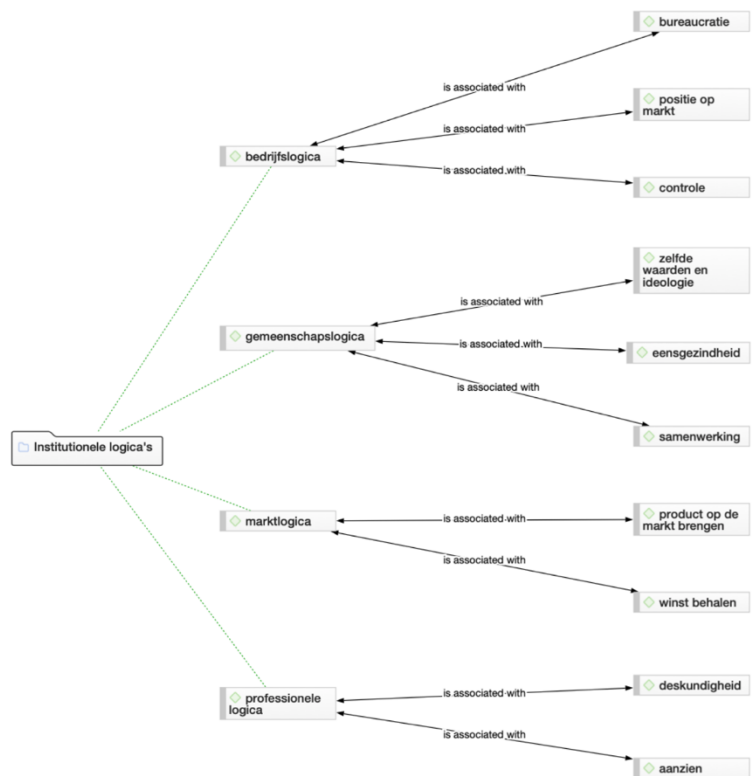 bureaucratie
is associated with
positie op
markt
is associated with
bedrijfslogica
is associated with
controle
zelfde
waarden en
ideologie
is associated with
gemeenschapslogica
is associated with
eensgezindheid
is associated with
samenwerking
Institutionele logica's
marktlogica
is associated with
product op de
markt brengen
is associated with
winst behalen
professionele
logica
is associated with
deskundigheid
is associated with
aanzien